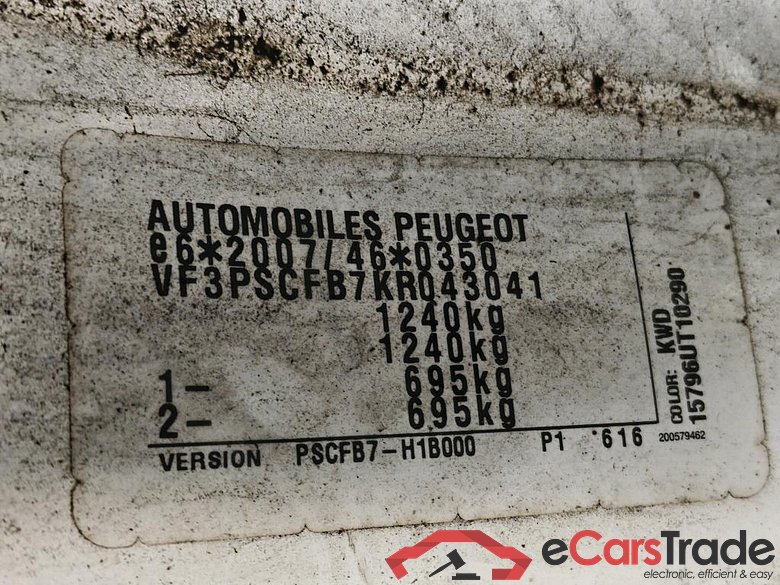 AUTOMOBILES PEUGEOT
e6*2007/46*0350
VF3PSCFB7KR043041
1240kg
1240kg
1- 695kg
2- 695kg
VERSION PSCFB7-H1B000 P1 616
COLOR: KWD
15796UT10290
200579462
eCarsTrade
electronic, efficient & easy